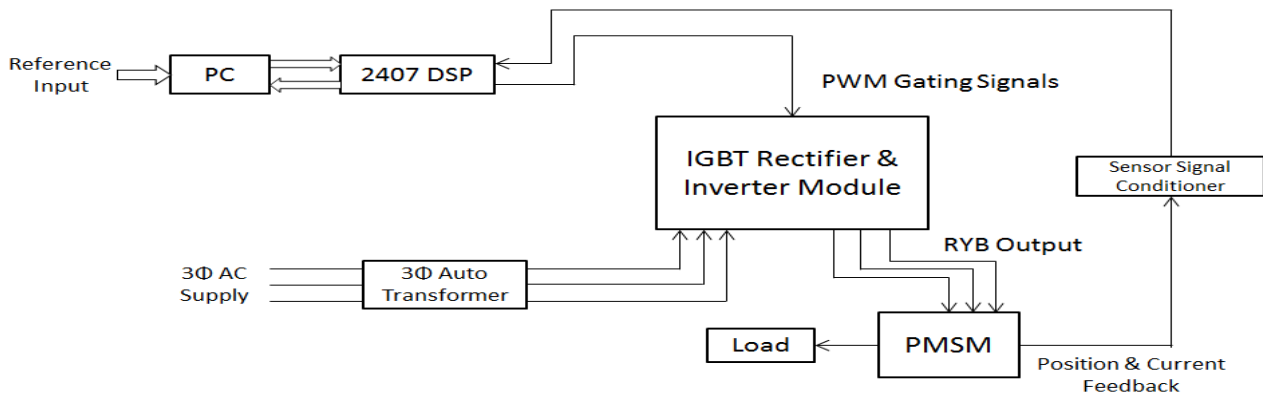 Reference
Input
PC
2407 DSP
PWM Gating Signals
IGBT Rectifier &
Inverter Module
Sensor Signal
Conditioner
RYB Output
3Φ AC
Supply
3Φ Auto
Transformer
Load
PMSM
Position & Current
Feedback